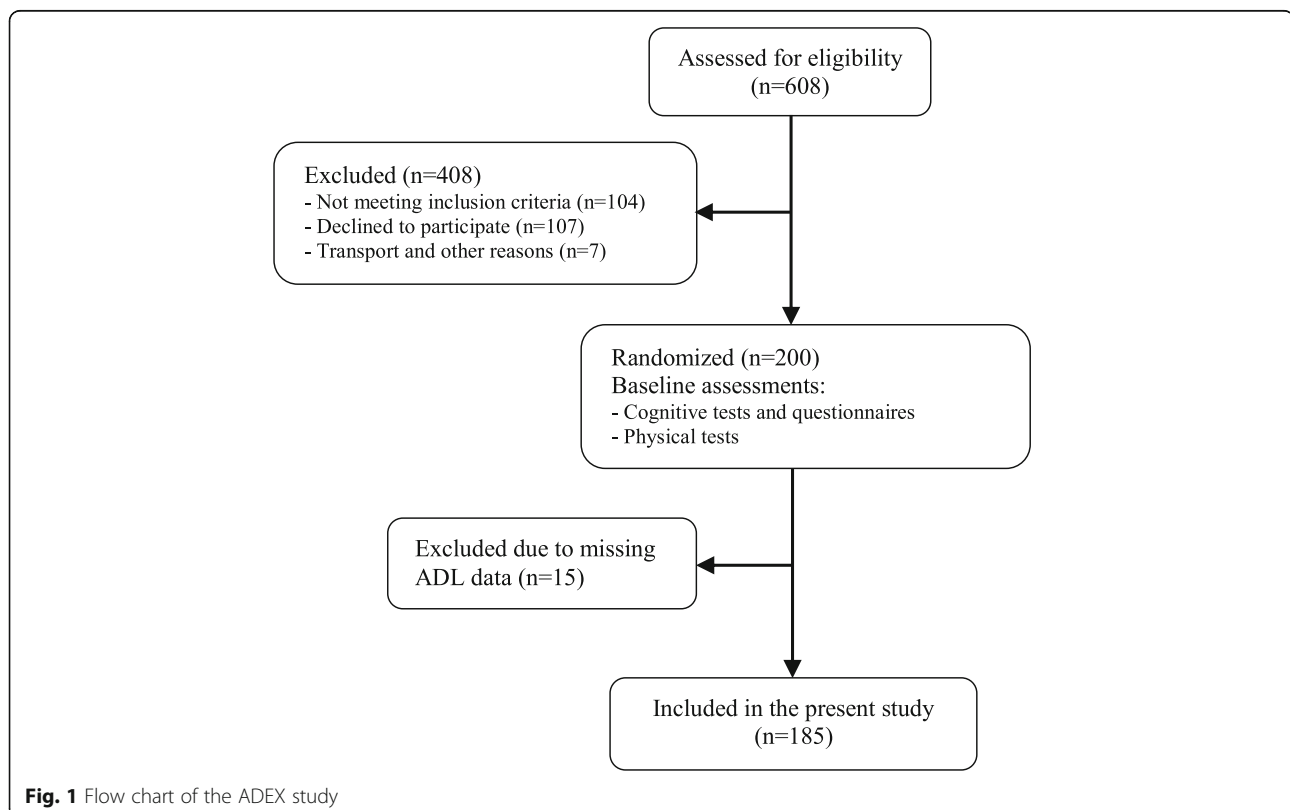 Assessed for eligibility
(n=608)
Excluded (n=408)
- Not meeting inclusion criteria (n=104)
- Declined to participate (n=107)
- Transport and other reasons (n=7)
Randomized (n=200)
Baseline assessments:
- Cognitive tests and questionnaires
- Physical tests
Excluded due to missing
ADL data (n=15)
Included in the present study
(n=185)
Fig. 1 Flow chart of the ADEX study